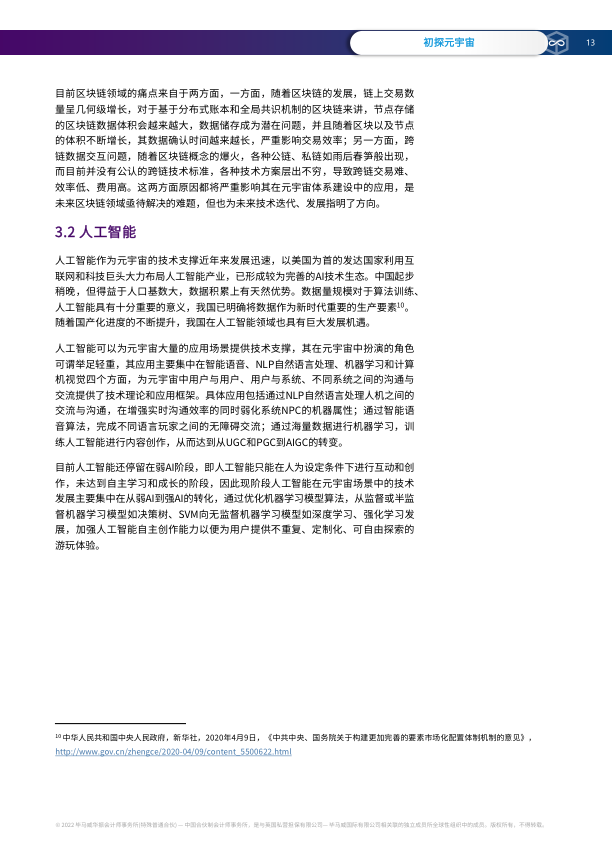 初探元宇宙
13
目前区块链领域的痛点来自于两方面，一方面，随着区块链的发展，链上交易数
量呈几何级增长，对于基于分布式账本和全局共识机制的区块链来讲，节点存储
的区块链数据体积会越来越大，数据储存成为潜在问题，并且随着区块以及节点
的体积不断增长，其数据确认时间越来越长，严重影响交易效率；另一方面，跨
链数据交互问题，随着区块链概念的爆火，各种公链、私链如雨后春笋般出现，
而目前并没有公认的跨链技术标准，各种技术方案层出不穷，导致跨链交易难、
效率低、费用高。这两方面原因都将严重影响其在元宇宙体系建设中的应用，是
未来区块链领域亟待解决的难题，但也为未来技术迭代、发展指明了方向。
3.2 人工智能
人工智能作为元宇宙的技术支撑近年来发展迅速，以美国为首的发达国家利用互
联网和科技巨头大力布局人工智能产业，已形成较为完善的AI技术生态。中国起步
稍晚，但得益于人口基数大，数据积累上有天然优势。数据量规模对于算法训练、
人工智能具有十分重要的意义，我国已明确将数据作为新时代重要的生产要素¹⁰。
随着国产化进度的不断提升，我国在人工智能领域也具有巨大发展机遇。
人工智能可以为元宇宙大量的应用场景提供技术支撑，其在元宇宙中扮演的角色
可谓举足轻重，其应用主要集中在智能语音、NLP自然语言处理、机器学习和计算
机视觉四个方面，为元宇宙中用户与用户、用户与系统、不同系统之间的沟通与
交流提供了技术理论和应用框架。具体应用包括通过NLP自然语言处理人机之间的
交流与沟通，在增强实时沟通效率的同时弱化系统NPC的机器属性；通过智能语
音算法，完成不同语言玩家之间的无障碍交流；通过海量数据进行机器学习，训
练人工智能进行内容创作，从而达到从UGC和PGC到AIGC的转变。
目前人工智能还停留在弱AI阶段，即人工智能只能在人为设定条件下进行互动和创
作，未达到自主学习和成长的阶段，因此现阶段人工智能在元宇宙场景中的技术
发展主要集中在从弱AI到强AI的转化，通过优化机器学习模型算法，从监督或半监
督机器学习模型如决策树、SVM向无监督机器学习模型如深度学习、强化学习发
展，加强人工智能自主创作能力以便为用户提供不重复、定制化、可自由探索的
游玩体验。
¹⁰ 中华人民共和国中央人民政府，新华社，2020年4月9日，《中共中央、国务院关于构建更加完善的要素市场化配置体制机制的意见》，
http://www.gov.cn/zhengce/2020-04/09/content_5500622.html
© 2022 毕马威华振会计师事务所(特殊普通合伙) — 中国合伙制会计师事务所，是与英国私营担保有限公司— 毕马威国际有限公司相关联的独立成员所全球性组织中的成员。版权所有，不得转载。